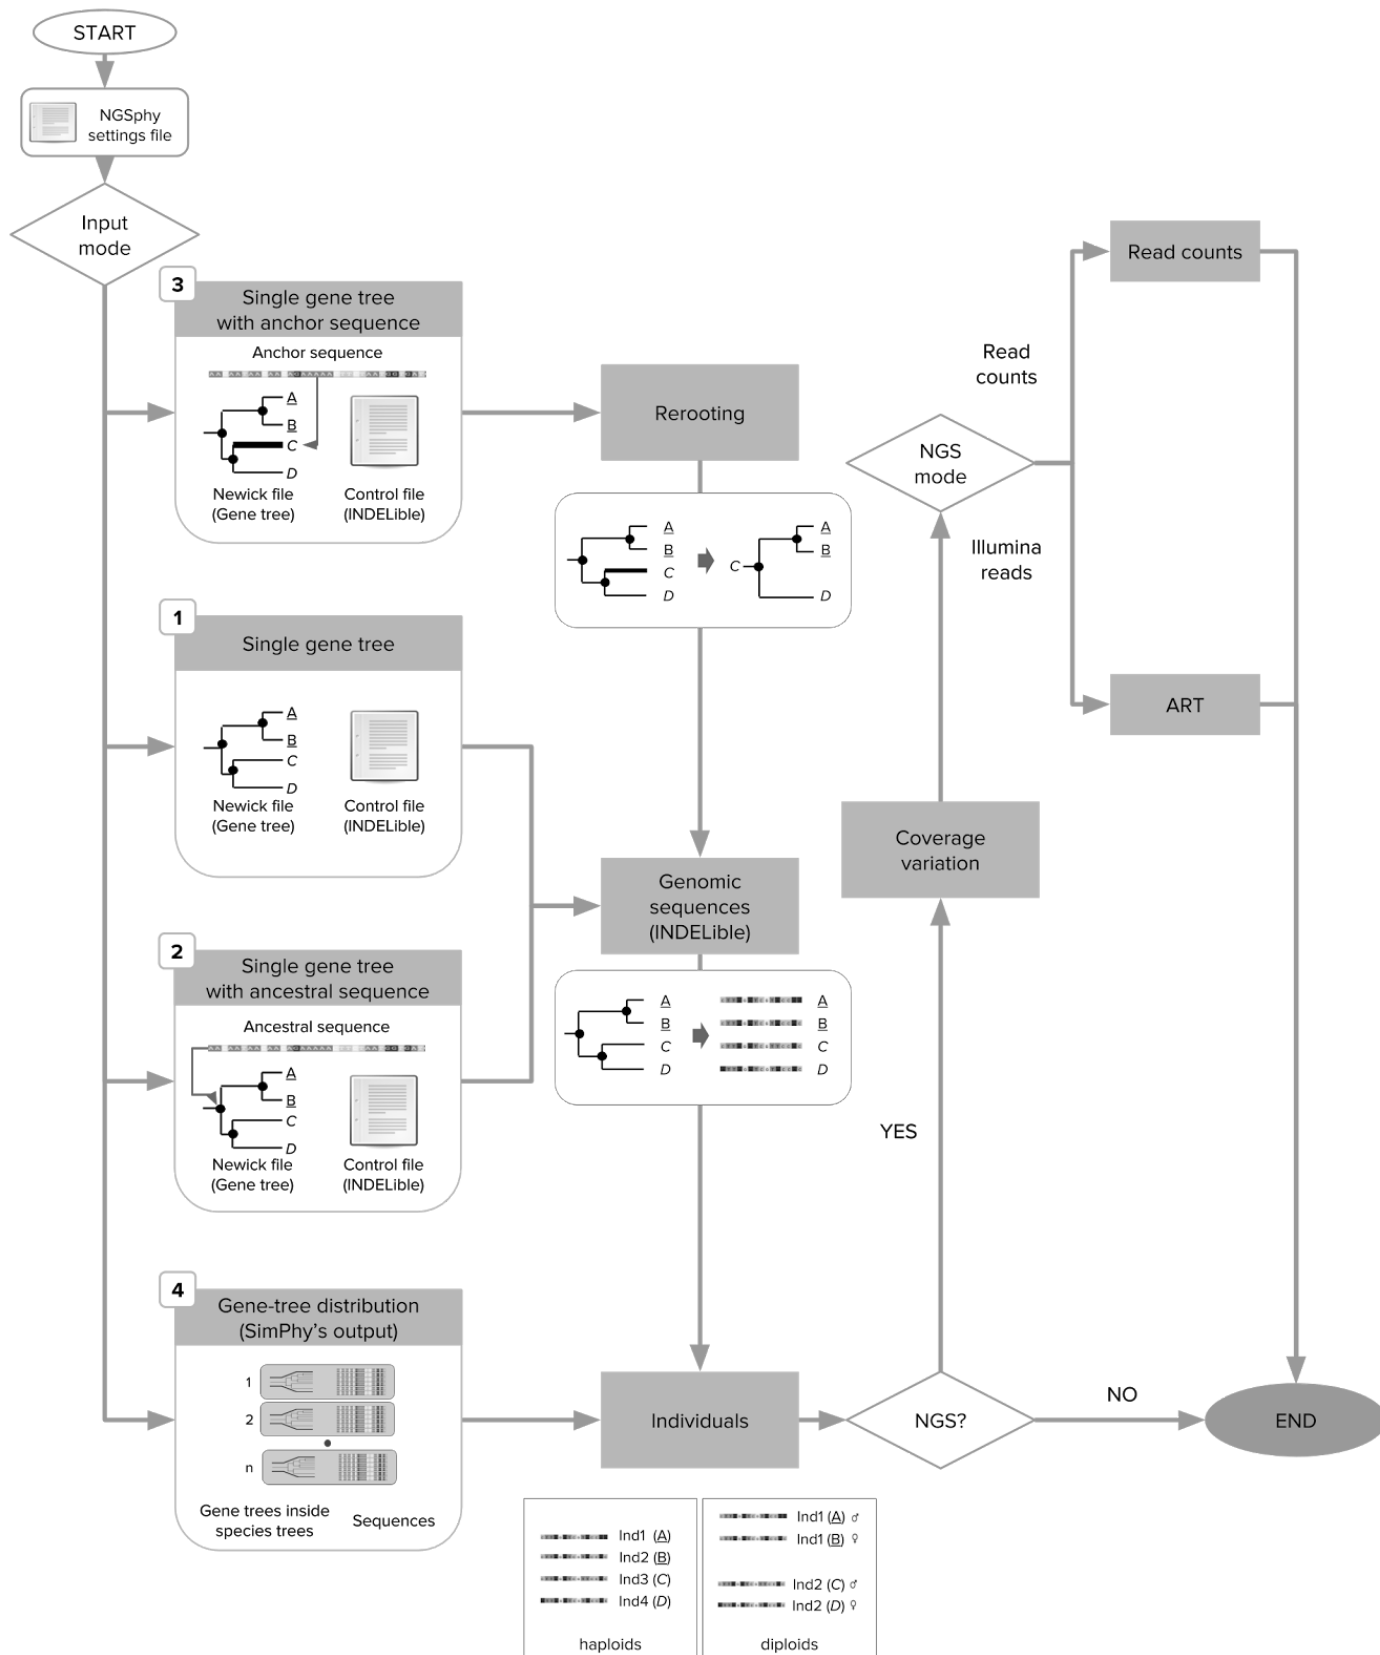 START
NGSphy
settings file
Input
mode
3
Single gene tree
with anchor sequence
Anchor sequence
A
B
C
D
Newick file
(Gene tree)
Control file
(INDELible)
Rerooting
A
B
C
D
C
A
B
D
1
Single gene tree
A
B
C
D
Newick file
(Gene tree)
Control file
(INDELible)
Genomic
sequences
(INDELible)
A
B
C
D
A
B
C
D
2
Single gene tree
with ancestral sequence
Ancestral sequence
A
B
C
D
Newick file
(Gene tree)
Control file
(INDELible)
4
Gene-tree distribution
(SimPhy's output)
1
2
n
Gene trees inside
species trees
Sequences
Individuals
Ind1 (A)
Ind2 (B)
Ind3 (C)
Ind4 (D)
haploids
Ind1 (A) ♂
Ind1 (B) ♀
Ind2 (C) ♂
Ind2 (D) ♀
diploids
NGS?
YES
NO
Coverage
variation
NGS
mode
Read
counts
Illumina
reads
Read counts
ART
END